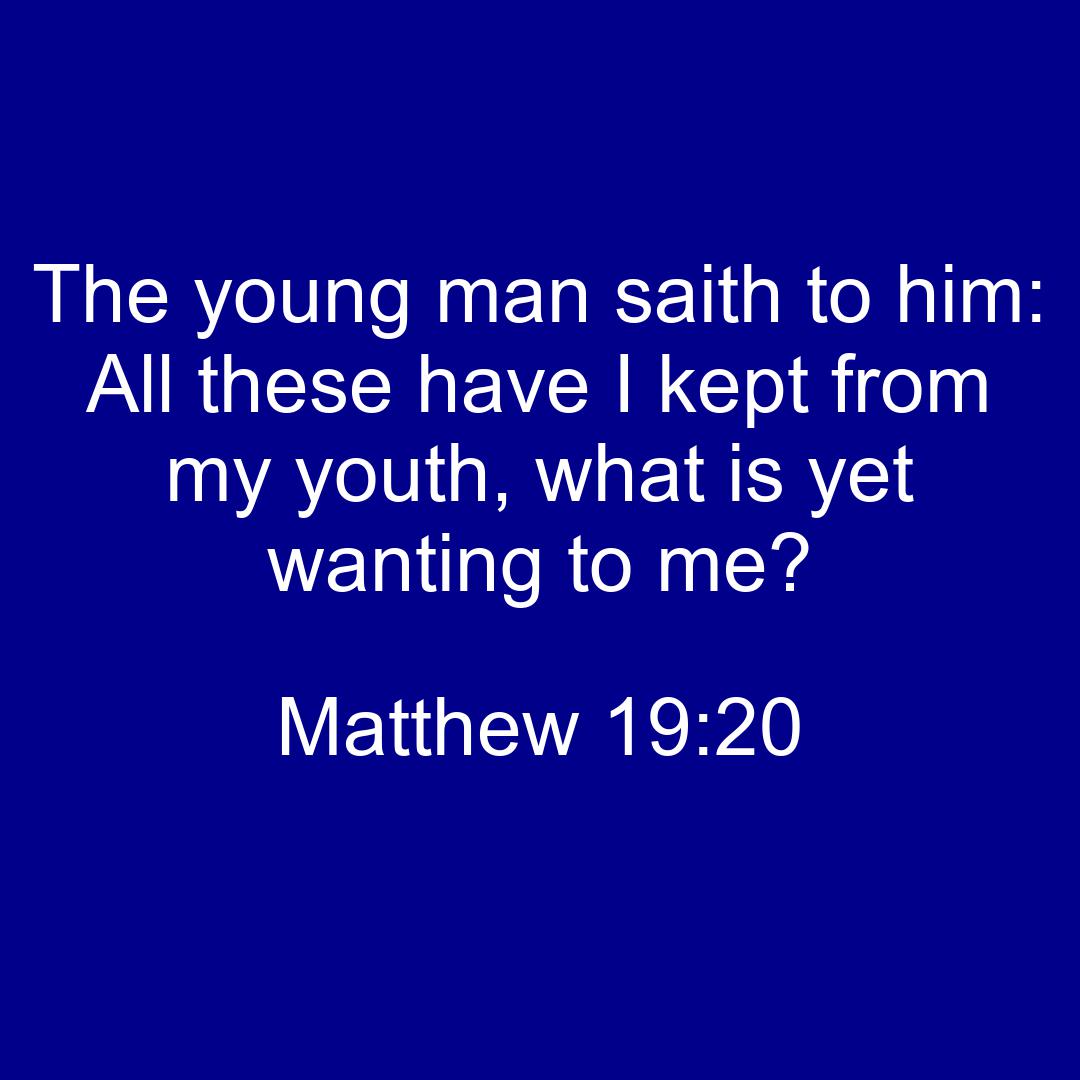 The young man saith to him:
All these have I kept from
my youth, what is yet
wanting to me?
Matthew 19:20